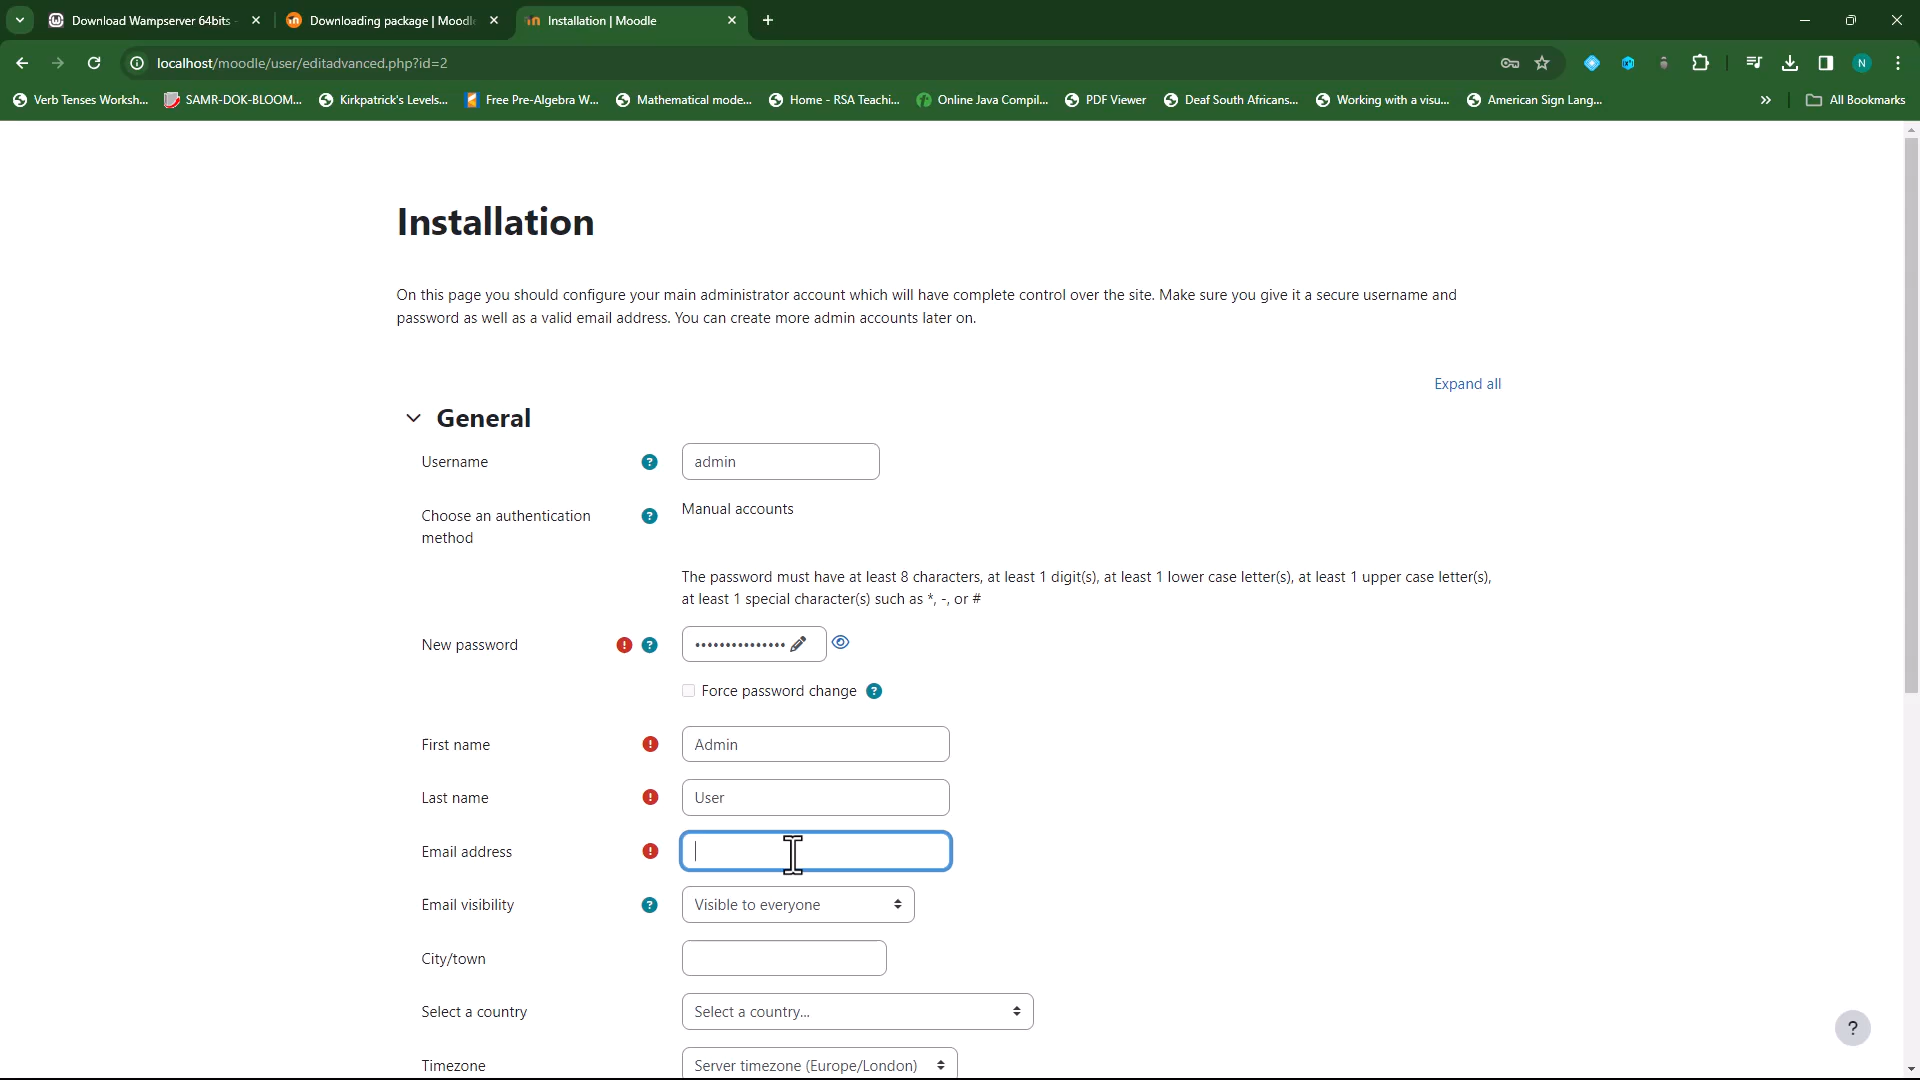 Download Wampserver 64bits
Downloading package | Moodle
Installation | Moodle
localhost/moodle/user/editadvanced.php?id=2
N
Verb Tenses Worksh...
SAMR-DOK-BLOOM...
Kirkpatrick's Levels...
Free Pre-Algebra W...
Mathematical mode...
Home - RSA Teachi...
Online Java Compil...
PDF Viewer
Deaf South Africans...
Working with a visu...
American Sign Lang...
»
All Bookmarks
Installation
On this page you should configure your main administrator account which will have complete control over the site. Make sure you give it a secure username and
password as well as a valid email address. You can create more admin accounts later on.
Expand all
General
Username ? admin
Choose an authentication
method ? Manual accounts
The password must have at least 8 characters, at least 1 digit(s), at least 1 lower case letter(s), at least 1 upper case letter(s),
at least 1 special character(s) such as *, -, or #
New password ! ? •••••••••••••••
Force password change ?
First name ! Admin
Last name ! User
Email address !
Email visibility ? Visible to everyone
City/town
Select a country Select a country...
Timezone Server timezone (Europe/London)
?